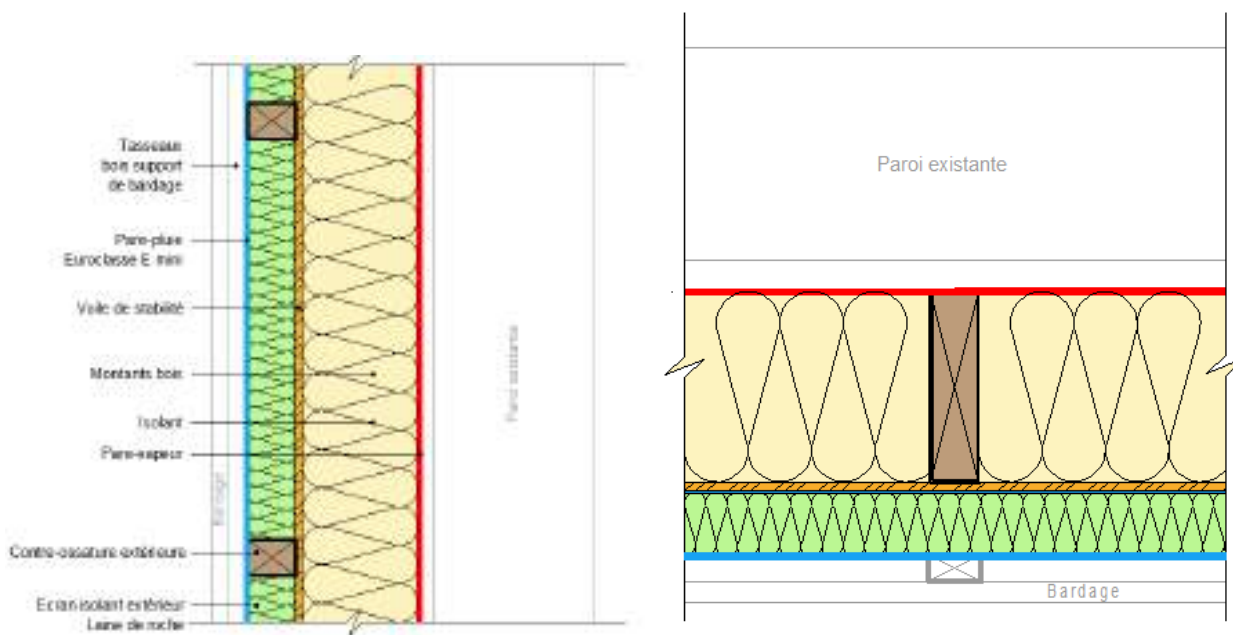 Tasseaux
bois support
de bardage
Pare-pluie
Euroclasse E mini
Voile de stabilité
Montants bois
Isolant
Pare-vapeur
Bardage
Contre-ossature extérieure
Ecran isolant extérieur
Laine de roche
Paroi existante
Paroi existante
Bardage